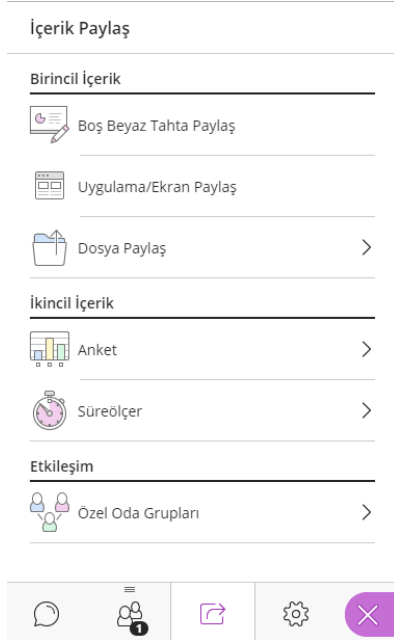 İçerik Paylaş
Birincil İçerik
Boş Beyaz Tahta Paylaş
Uygulama/Ekran Paylaş
Dosya Paylaş
İkincil İçerik
Anket
Süreölçer
Etkileşim
Özel Oda Grupları
1